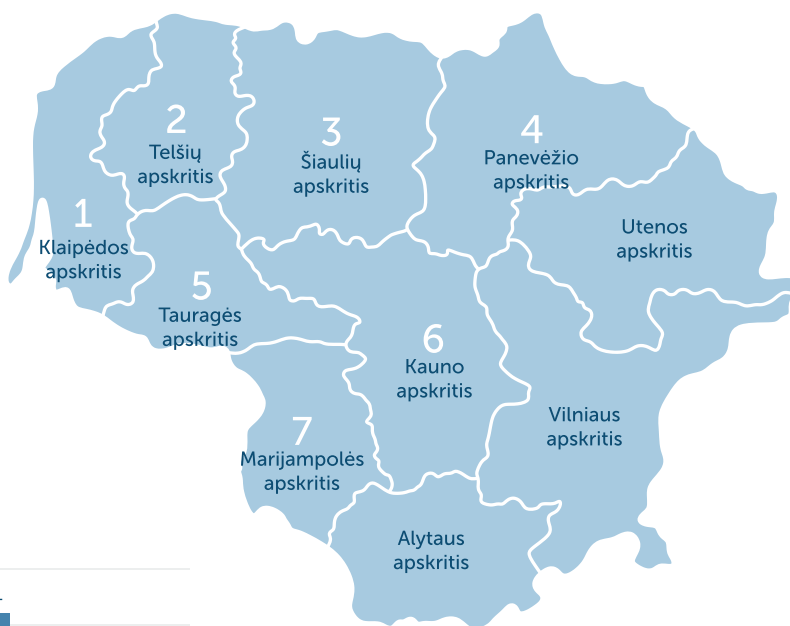 2
Telšių
apskritis
3
Šiaulių
apskritis
4
Panevėžio
apskritis
1
Klaipėdos
apskritis
Utenos
apskritis
5
Tauragės
apskritis
6
Kauno
apskritis
Vilniaus
apskritis
7
Marijampolės
apskritis
Alytaus
apskritis